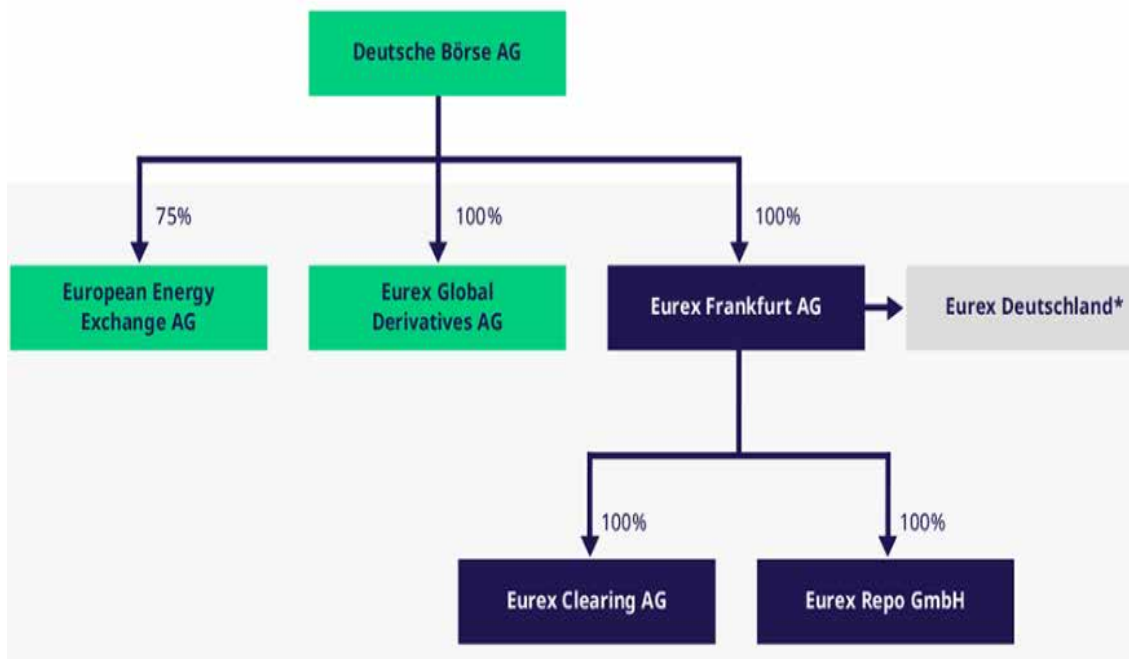 Deutsche Börse AG
75%
100%
100%
European Energy
Exchange AG
Eurex Global
Derivatives AG
Eurex Frankfurt AG
Eurex Deutschland*
100%
100%
Eurex Clearing AG
Eurex Repo GmbH